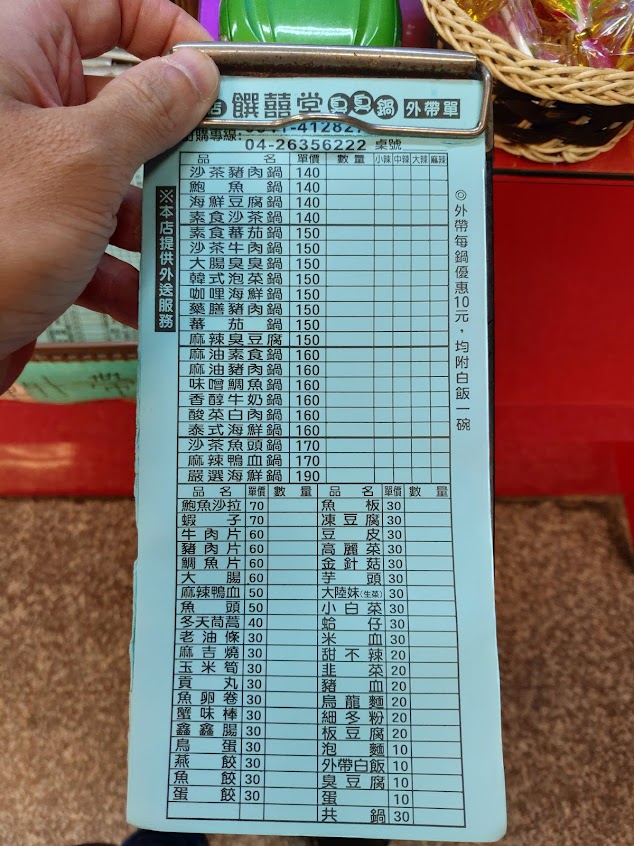 店 饌囍堂 臭臭鍋 外帶單
訂購專線:
04-26356222 桌號
品名 單價 數量 小辣 中辣 大辣 麻辣
沙茶豬肉鍋 140
鮑魚鍋 140
海鮮豆腐鍋 140
素食沙茶鍋 140
素食蕃茄鍋 150
沙茶牛肉鍋 150
大腸臭臭鍋 150
韓式泡菜鍋 150
咖哩海鮮鍋 150
藥膳豬肉鍋 150
蕃茄鍋 150
麻辣臭豆腐 150
麻油素食鍋 160
麻油豬肉鍋 160
味噌鯛魚鍋 160
香醇牛奶鍋 160
酸菜白肉鍋 160
泰式海鮮鍋 160
沙茶魚頭鍋 170
麻辣鴨血鍋 170
嚴選海鮮鍋 190
品名 單價 數量 品名 單價 數量
鮑魚沙拉 70 魚板 30
蝦子 70 凍豆腐 30
牛肉片 60 豆皮 30
豬肉片 60 高麗菜 30
鯛魚片 60 金針菇 30
大腸 60 芋頭 30
麻辣鴨血 50 大陸妹(生菜) 30
魚頭 50 小白菜 30
冬天茼蒿 40 蛤仔 30
老油條 30 米血 30
麻吉燒 30 甜不辣 20
玉米筍 30 韭菜 20
貢丸 30 豬血 20
魚卵卷 30 烏龍麵 20
蟹味棒 30 細冬粉 20
鑫鑫腸 30 板豆腐 20
鳥蛋 30 泡麵 10
燕餃 30 外帶白飯 10
魚餃 30 臭豆腐 10
蛋餃 30 蛋 10
共鍋 30
※本店提供外送服務
◎外帶每鍋優惠10元，均附白飯一碗